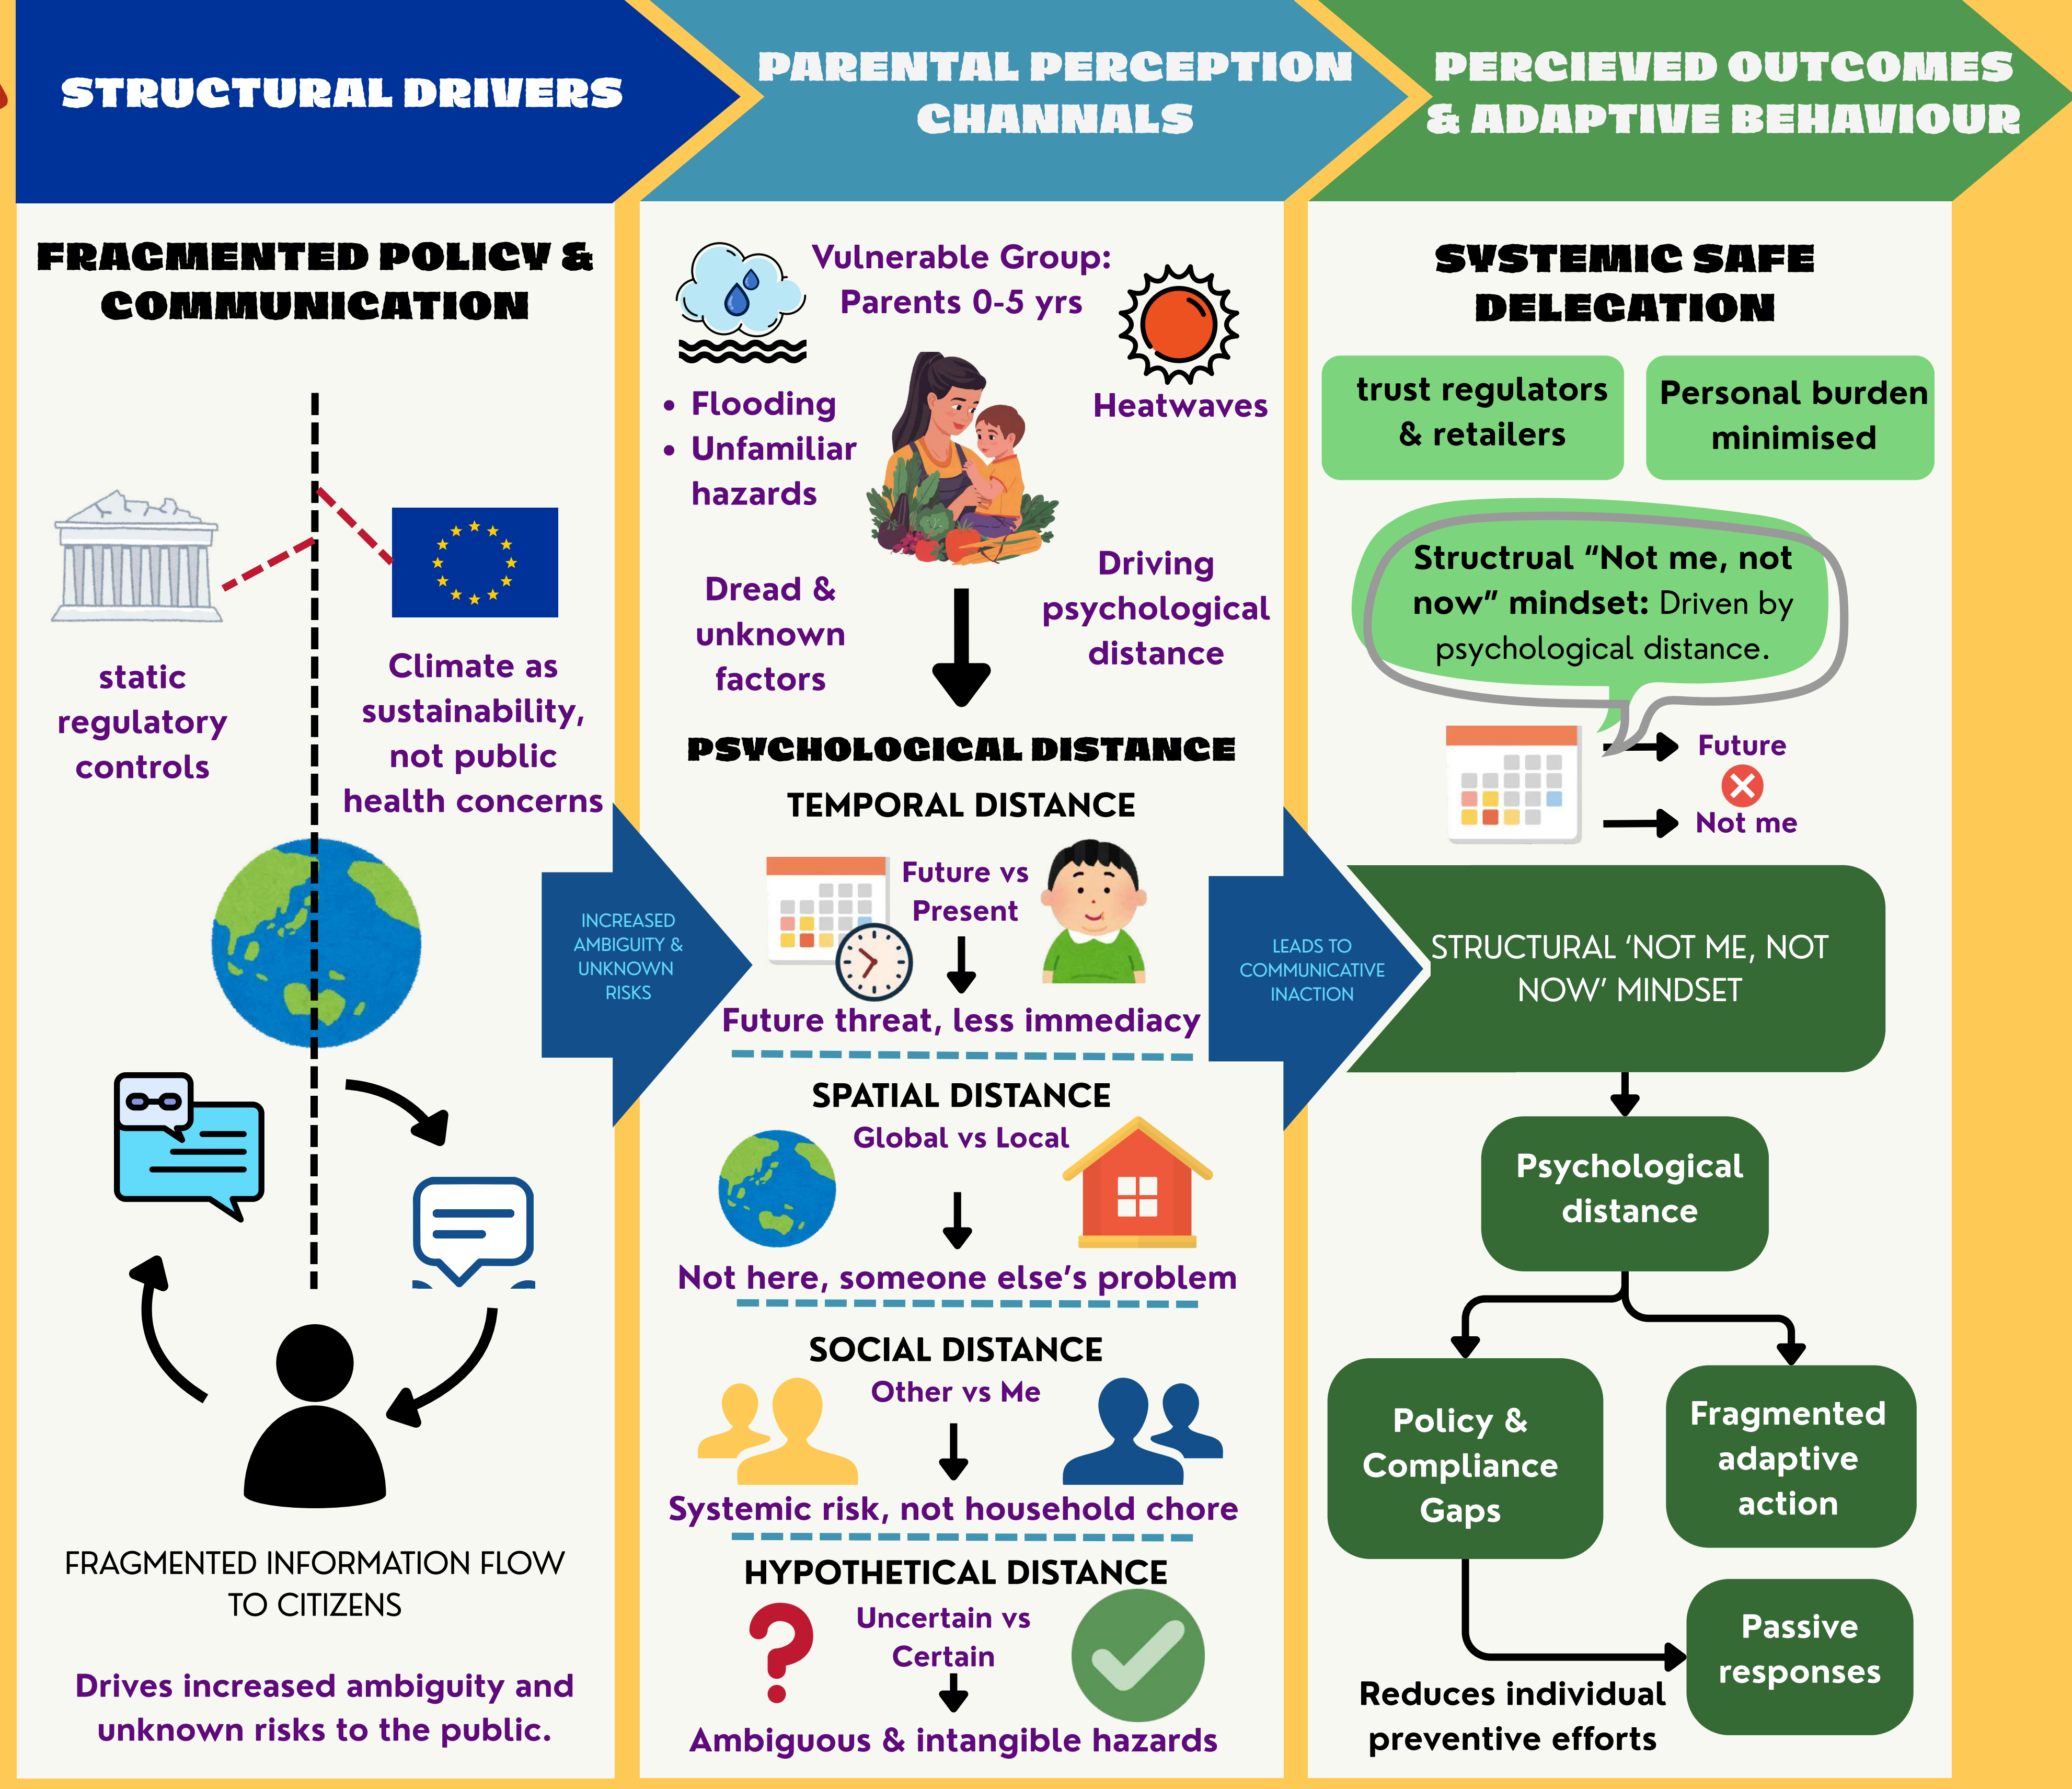 STRUCTURAL DRIVERS
PARENTAL PERCEPTION
CHANNALS
PERCIEVED OUTCOMES
& ADAPTIVE BEHAVIOUR
FRAGMENTED POLICY &
COMMUNICATION
static
regulatory
controls
Climate as
sustainability,
not public
health concerns
INCREASED
AMBIGUITY &
UNKNOWN
RISKS
FRAGMENTED INFORMATION FLOW
TO CITIZENS
Drives increased ambiguity and
unknown risks to the public.
Vulnerable Group:
Parents 0-5 yrs
• Flooding
• Unfamiliar
hazards
Heatwaves
Dread &
unknown
factors
Driving
psychological
distance
PSYCHOLOGICAL DISTANCE
TEMPORAL DISTANCE
Future vs
Present
Future threat, less immediacy
SPATIAL DISTANCE
Global vs Local
Not here, someone else's problem
SOCIAL DISTANCE
Other vs Me
Systemic risk, not household chore
HYPOTHETICAL DISTANCE
Uncertain vs
Certain
Ambiguous & intangible hazards
LEADS TO
COMMUNICATIVE
INACTION
SYSTEMIC SAFE
DELEGATION
trust regulators
& retailers
Personal burden
minimised
Structrual “Not me, not
now” mindset: Driven by
psychological distance.
Future
Not me
STRUCTURAL ‘NOT ME, NOT
NOW’ MINDSET
Psychological
distance
Policy &
Compliance
Gaps
Fragmented
adaptive
action
Passive
responses
Reduces individual
preventive efforts